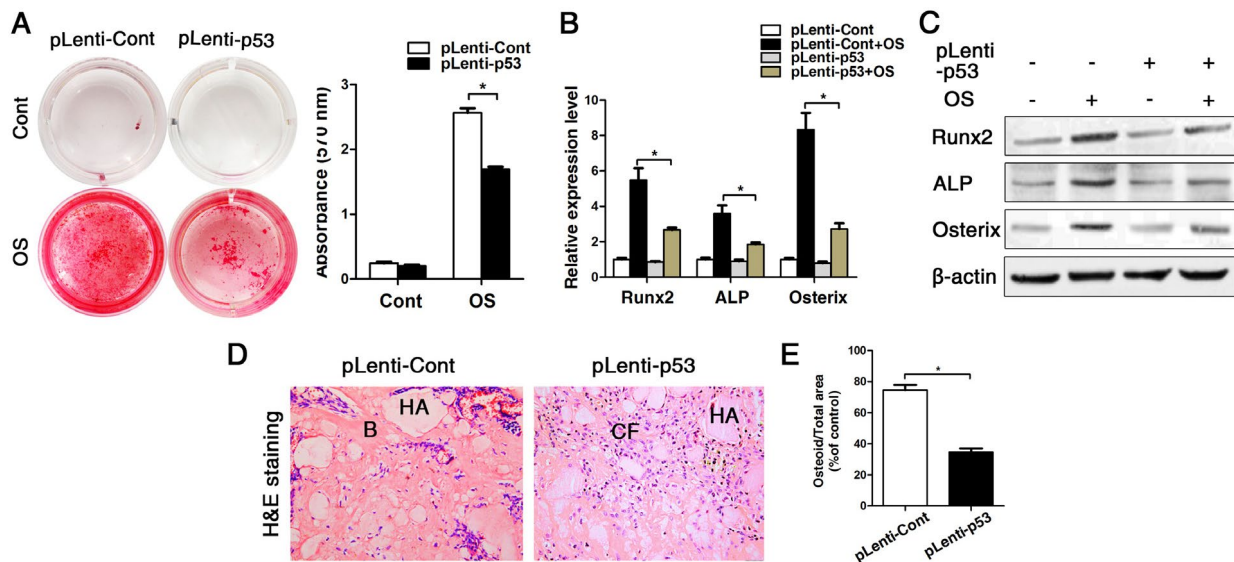 A
pLenti-Cont
pLenti-p53
Cont
OS
pLenti-Cont
pLenti-p53
Absorbance (570 nm)
3
2
1
0
*
Cont
OS
B
pLenti-Cont
pLenti-Cont+OS
pLenti-p53
pLenti-p53+OS
Relative expression level
10
8
6
4
2
0
*
*
*
Runx2
ALP
Osterix
C
pLenti
-p53
- - + +
OS
- + - +
Runx2
ALP
Osterix
β-actin
D
pLenti-Cont
pLenti-p53
H&E staining
HA
B
HA
CF
E
Osteoid/Total area
(%of control)
100
80
60
40
20
0
*
pLenti-Cont
pLenti-p53